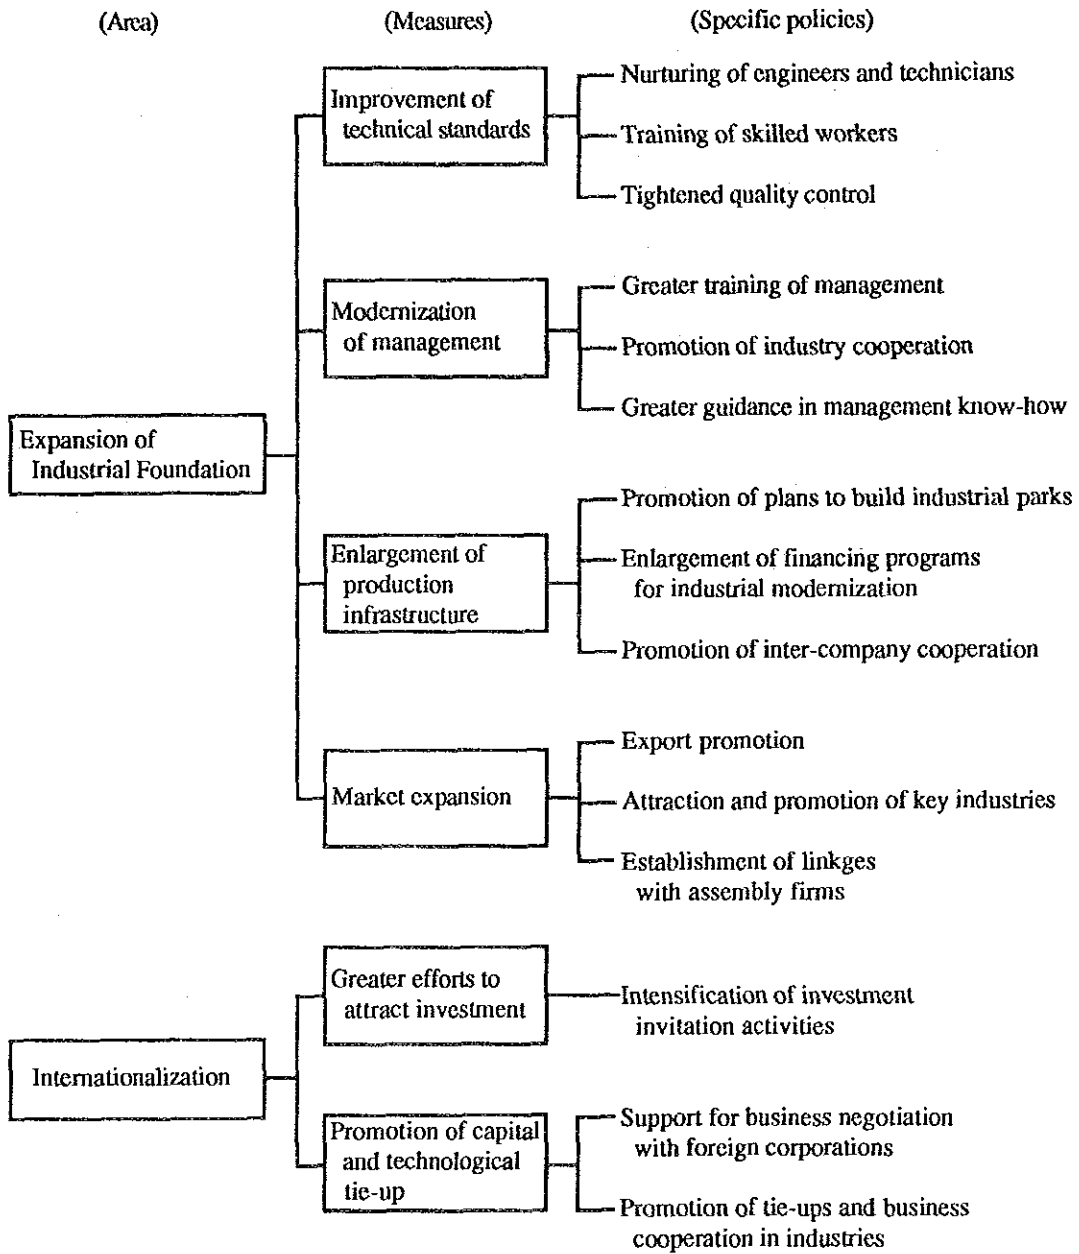 (Area) (Measures) (Specific policies)
Improvement of
technical standards
Nurturing of engineers and technicians
Training of skilled workers
Tightened quality control
Modernization
of management
Greater training of management
Promotion of industry cooperation
Greater guidance in management know-how
Expansion of
Industrial Foundation
Enlargement of
production
infrastructure
Promotion of plans to build industrial parks
Enlargement of financing programs
for industrial modernization
Promotion of inter-company cooperation
Market expansion
Export promotion
Attraction and promotion of key industries
Establishment of linkges
with assembly firms
Greater efforts to
attract investment
Intensification of investment
invitation activities
Internationalization
Promotion of capital
and technological
tie-up
Support for business negotiation
with foreign corporations
Promotion of tie-ups and business
cooperation in industries